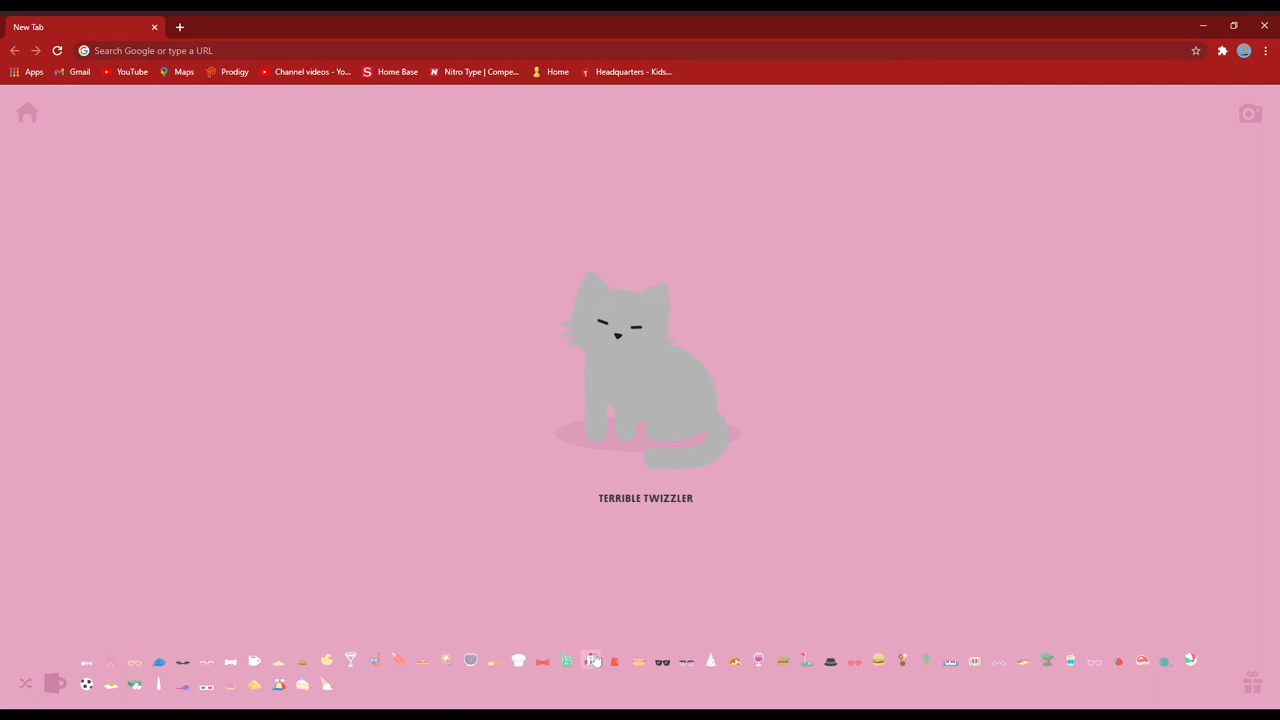 New Tab
Search Google or type a URL
Apps Gmail YouTube Maps Prodigy Channel videos - Yo... Home Base Nitro Type | Compe... Home Headquarters - Kids...
TERRIBLE TWIZZLER